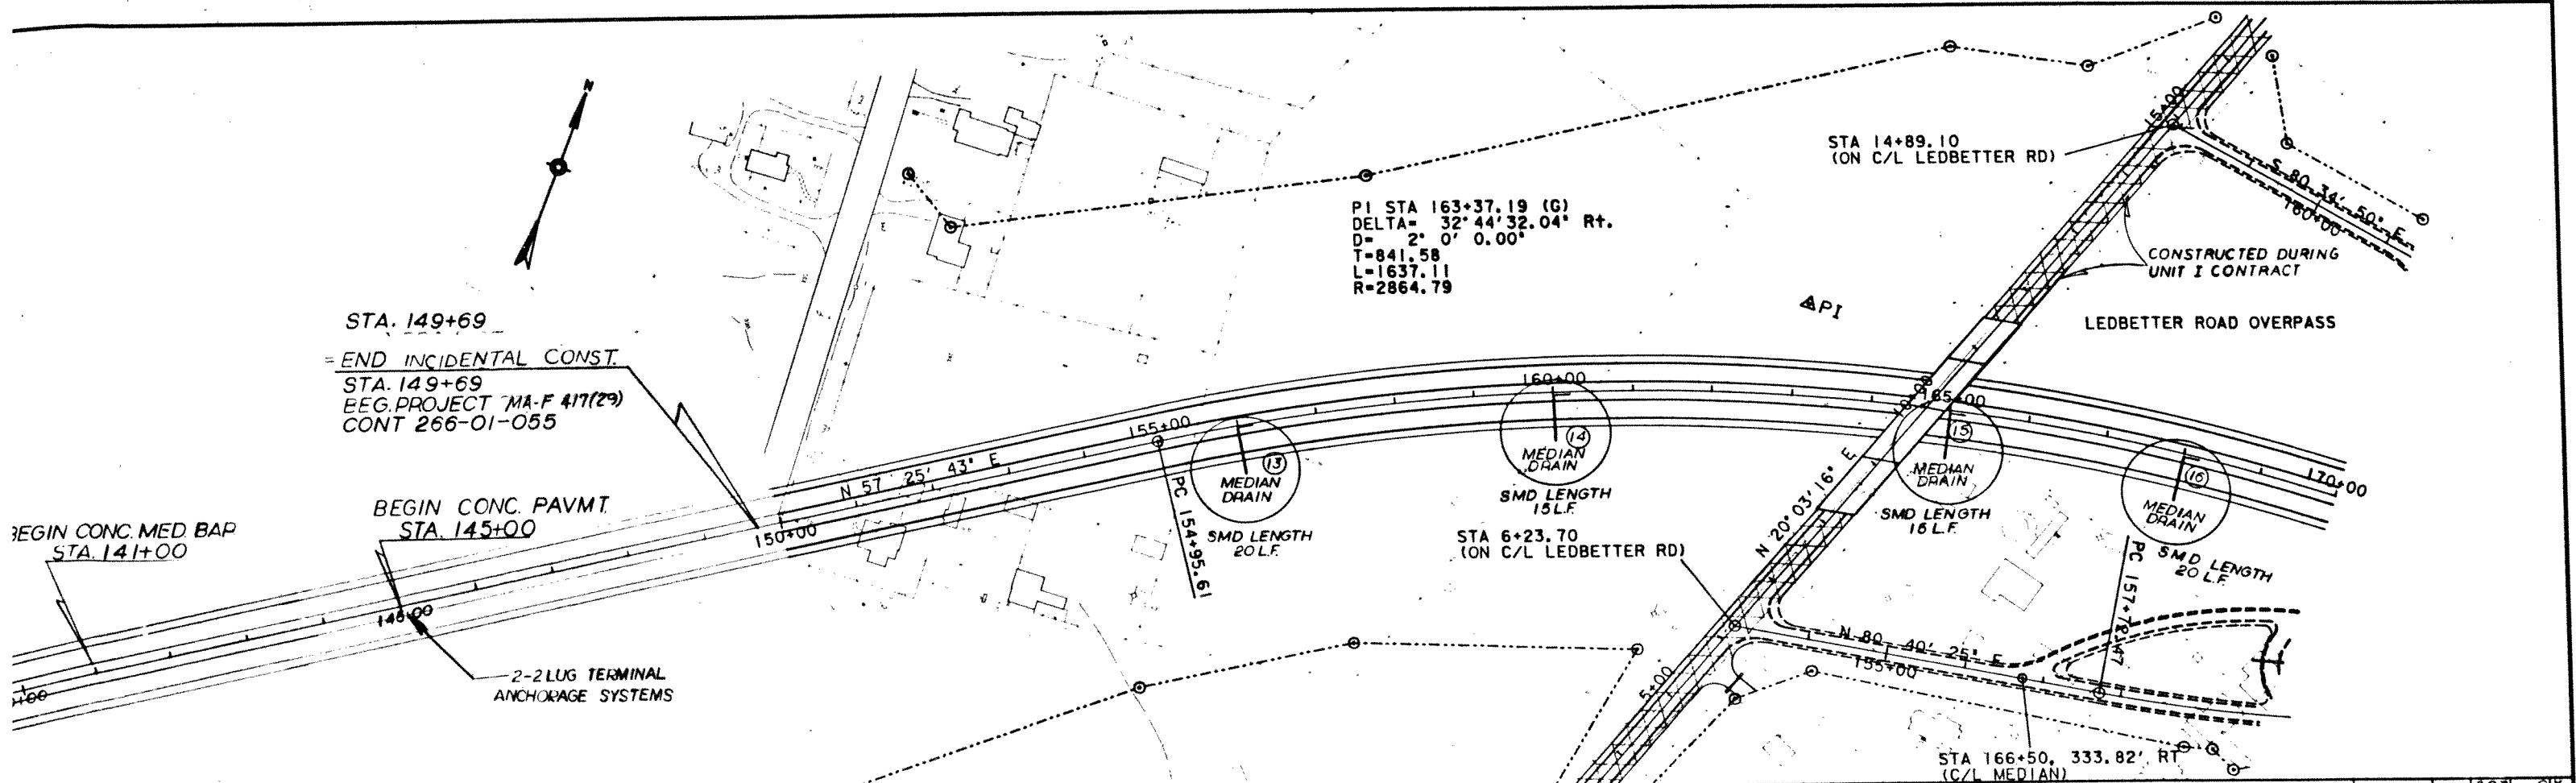 N
STA 14+89.10
(ON C/L LEDBETTER RD)
15+00
S 80 34' 50" E
160+00
PI STA 163+37.19 (G)
DELTA= 32° 44' 32.04" Rt.
D= 2° 0' 0.00"
T=841.58
L=1637.11
R=2864.79
CONSTRUCTED DURING
UNIT I CONTRACT
PI
LEDBETTER ROAD OVERPASS
STA. 149+69
= END INCIDENTAL CONST.
STA. 149+69
BEG. PROJECT MA-F 417(29)
CONT 266-01-055
160+00
10+00
165+00
155+00
13
MEDIAN
DRAIN
SMD LENGTH
20 L.F.
14
MEDIAN
DRAIN
SMD LENGTH
15 L.F.
15
MEDIAN
DRAIN
SMD LENGTH
15 L.F.
16
MEDIAN
DRAIN
SMD LENGTH
20 L.F.
170+00
N 57 25' 43" E
PC 154+95.61
150+00
BEGIN CONC. PAVMT.
STA. 145+00
BEGIN CONC. MED. BAR
STA. 141+00
145+00
2-2 LUG TERMINAL
ANCHORAGE SYSTEMS
STA 6+23.70
(ON C/L LEDBETTER RD)
N 20° 03' 16" E
N 80 40' 25" E
155+00
PC 157+72.47
5+00
STA 166+50, 333.82' RT
(C/L MEDIAN)